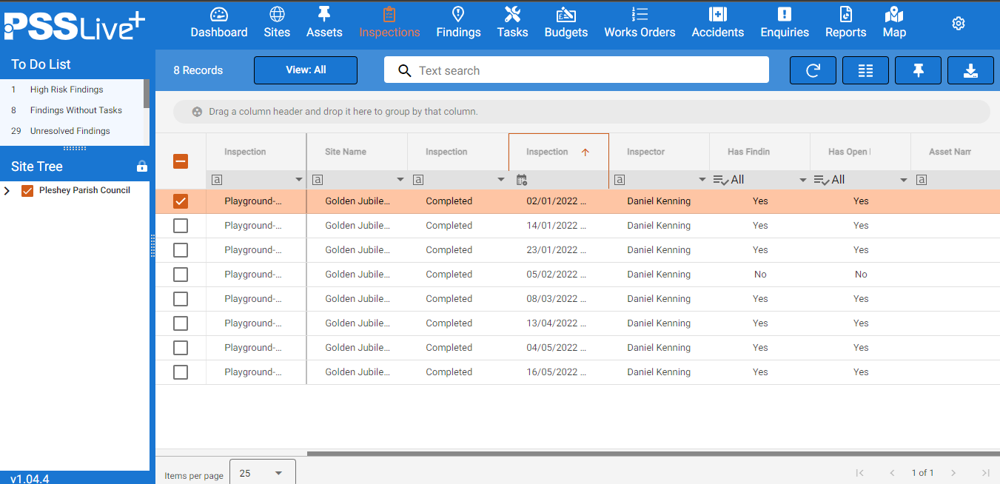 PSSLive+
Dashboard Sites Assets Inspections Findings Tasks Budgets Works Orders Accidents Enquiries Reports Map
To Do List
1 High Risk Findings
8 Findings Without Tasks
29 Unresolved Findings
Site Tree
Pleshey Parish Council
v1.04.4
8 Records View: All Text search
Drag a column header and drop it here to group by that column.
Inspection Site Name Inspection Inspection Inspector Has Findin Has Open Asset Nam
a a a a All All a
Playground-... Golden Jubile... Completed 02/01/2022 ... Daniel Kenning Yes Yes
Playground-... Golden Jubile... Completed 14/01/2022 ... Daniel Kenning Yes Yes
Playground-... Golden Jubile... Completed 23/01/2022 ... Daniel Kenning Yes Yes
Playground-... Golden Jubile... Completed 05/02/2022 ... Daniel Kenning No No
Playground-... Golden Jubile... Completed 08/03/2022 ... Daniel Kenning Yes Yes
Playground-... Golden Jubile... Completed 13/04/2022 ... Daniel Kenning Yes Yes
Playground-... Golden Jubile... Completed 04/05/2022 ... Daniel Kenning Yes Yes
Playground-... Golden Jubile... Completed 16/05/2022 ... Daniel Kenning Yes Yes
Items per page 25 1 of 1